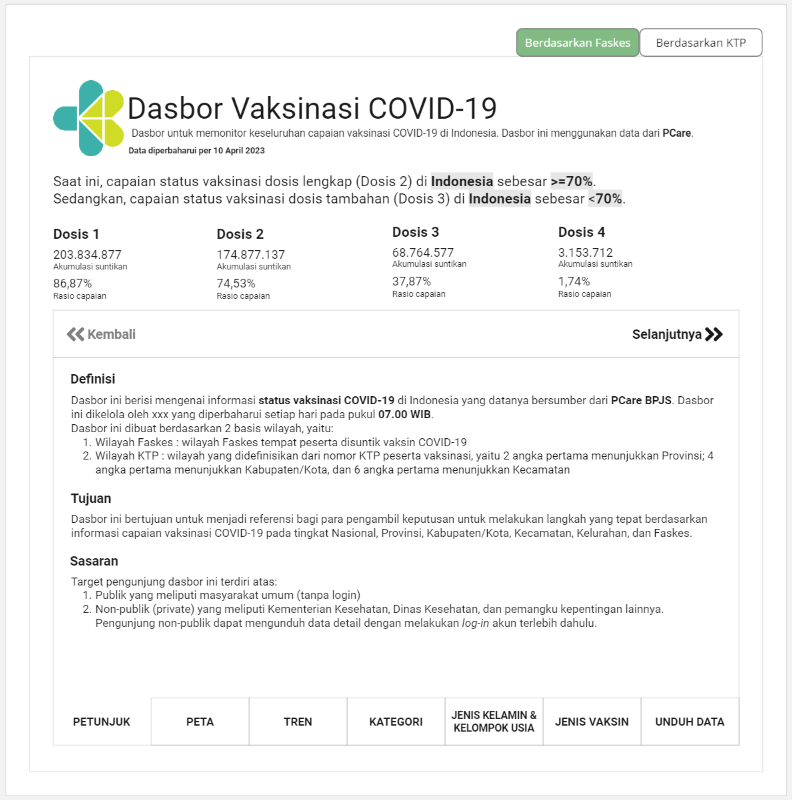 Berdasarkan Faskes
Berdasarkan KTP
Dasbor Vaksinasi COVID-19
Dasbor untuk memonitor keseluruhan capaian vaksinasi COVID-19 di Indonesia. Dasbor ini menggunakan data dari PCare.
Data diperbaharui per 10 April 2023
Saat ini, capaian status vaksinasi dosis lengkap (Dosis 2) di Indonesia sebesar >=70%.
Sedangkan, capaian status vaksinasi dosis tambahan (Dosis 3) di Indonesia sebesar <70%.
Dosis 1
203.834.877
Akumulasi suntikan
86,87%
Rasio capaian
Dosis 2
174.877.137
Akumulasi suntikan
74,53%
Rasio capaian
Dosis 3
68.764.577
Akumulasi suntikan
37,87%
Rasio capaian
Dosis 4
3.153.712
Akumulasi suntikan
1,74%
Rasio capaian
Kembali
Selanjutnya
Definisi
Dasbor ini berisi mengenai informasi status vaksinasi COVID-19 di Indonesia yang datanya bersumber dari PCare BPJS. Dasbor
ini dikelola oleh xxx yang diperbaharui setiap hari pada pukul 07.00 WIB.
Dasbor ini dibuat berdasarkan 2 basis wilayah, yaitu:
1. Wilayah Faskes : wilayah Faskes tempat peserta disuntik vaksin COVID-19
2. Wilayah KTP : wilayah yang didefinisikan dari nomor KTP peserta vaksinasi, yaitu 2 angka pertama menunjukkan Provinsi; 4
angka pertama menunjukkan Kabupaten/Kota, dan 6 angka pertama menunjukkan Kecamatan
Tujuan
Dasbor ini bertujuan untuk menjadi referensi bagi para pengambil keputusan untuk melakukan langkah yang tepat berdasarkan
informasi capaian vaksinasi COVID-19 pada tingkat Nasional, Provinsi, Kabupaten/Kota, Kecamatan, Kelurahan, dan Faskes.
Sasaran
Target pengunjung dasbor ini terdiri atas:
1. Publik yang meliputi masyarakat umum (tanpa login)
2. Non-publik (private) yang meliputi Kementerian Kesehatan, Dinas Kesehatan, dan pemangku kepentingan lainnya.
Pengunjung non-publik dapat mengunduh data detail dengan melakukan log-in akun terlebih dahulu.
PETUNJUK
PETA
TREN
KATEGORI
JENIS KELAMIN &
KELOMPOK USIA
JENIS VAKSIN
UNDUH DATA